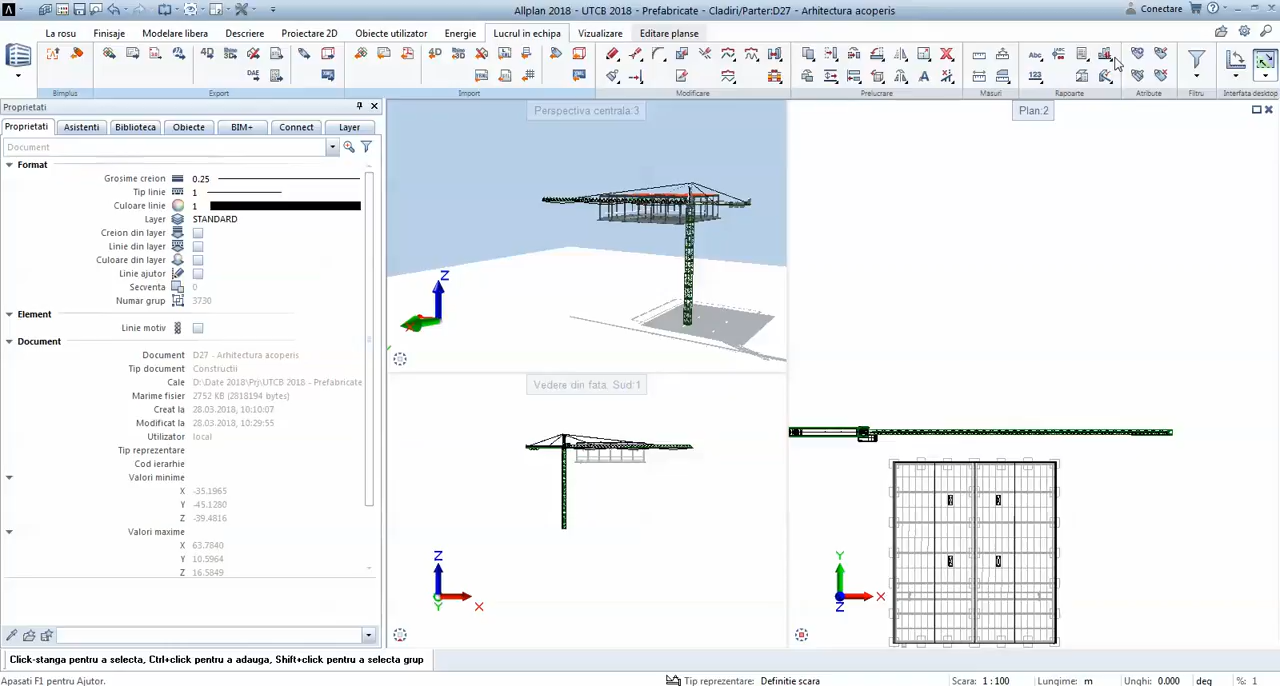 Allplan 2018 - UTCB 2018 - Prefabricate - Cladiri/Parter:D27 - Arhitectura acoperis
Conectare
La rosu
Finisaje
Modelare libera
Descriere
Proiectare 2D
Obiecte utilizator
Energie
Lucrul in echipa
Vizualizare
Editare planse
4D
DAE
4D
Abc
123
Bimplus
Export
Import
Modificare
Prelucrare
Masuri
Rapoarte
Atribute
Filtru
Interfata desktop
Proprietati
Proprietati
Asistenti
Biblioteca
Obiecte
BIM+
Connect
Layer
Document
Format
Grosime creion 0.25
Tip linie 1
Culoare linie 1
Layer STANDARD
Creion din layer
Linie din layer
Culoare din layer
Linie ajutor
Secventa 0
Numar grup 3730
Element
Linie motiv
Document
Document D27 - Arhitectura acoperis
Tip document Constructii
Cale D:\Date 2018\Prj\UTCB 2018 - Prefabricate
Marime fisier 2752 KB (2818194 bytes)
Creat la 28.03.2018, 10:10:07
Modificat la 28.03.2018, 10:29:55
Utilizator local
Tip reprezentare
Cod ierarhie
Valori minime
X -35.1965
Y -45.1280
Z -39.4816
Valori maxime
X 63.7840
Y 10.5964
Z 16.5849
Perspectiva centrala:3
Z
Vedere din fata, Sud:1
Z
Y
X
Plan:2
Y
Z
X
Click-stanga pentru a selecta, Ctrl+click pentru a adauga, Shift+click pentru a selecta grup
Apasati F1 pentru Ajutor.
Tip reprezentare: Definitie scara
Scara: 1 : 100
Lungime: m
Unghi: 0.000 deg
%: 1